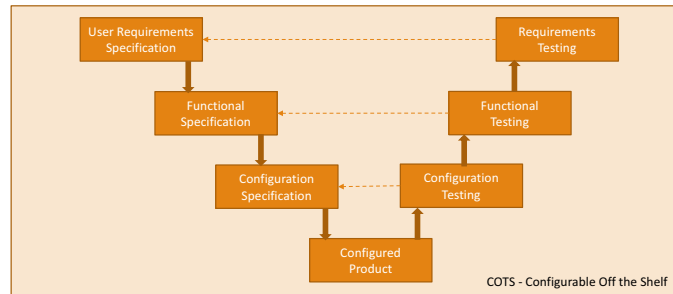 User Requirements
Specification
Requirements
Testing
Functional
Specification
Functional
Testing
Configuration
Specification
Configuration
Testing
Configured
Product
COTS - Configurable Off the Shelf